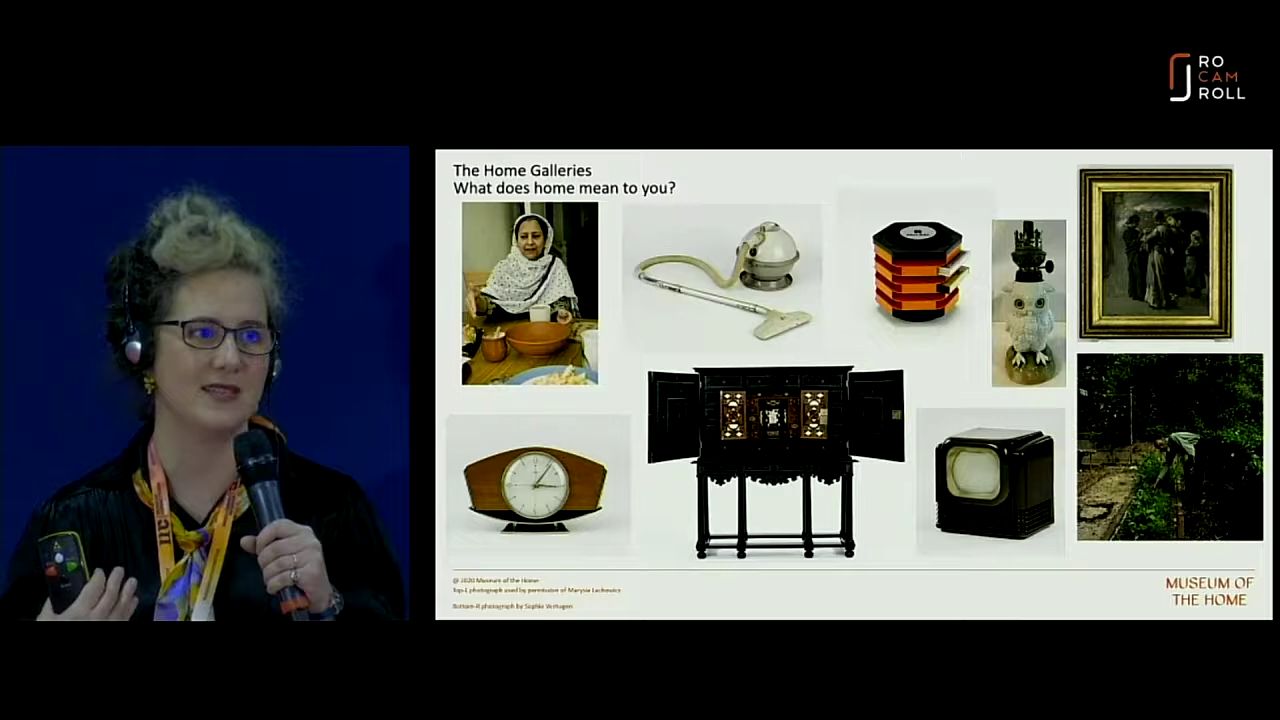 RO
CAM
ROLL
The Home Galleries
What does home mean to you?
@ 2020 Museum of the Home
Top-L photograph used by permission of Marysia Lachowicz
Bottom-R photograph by Sophie Verhagen
MUSEUM OF
THE HOME